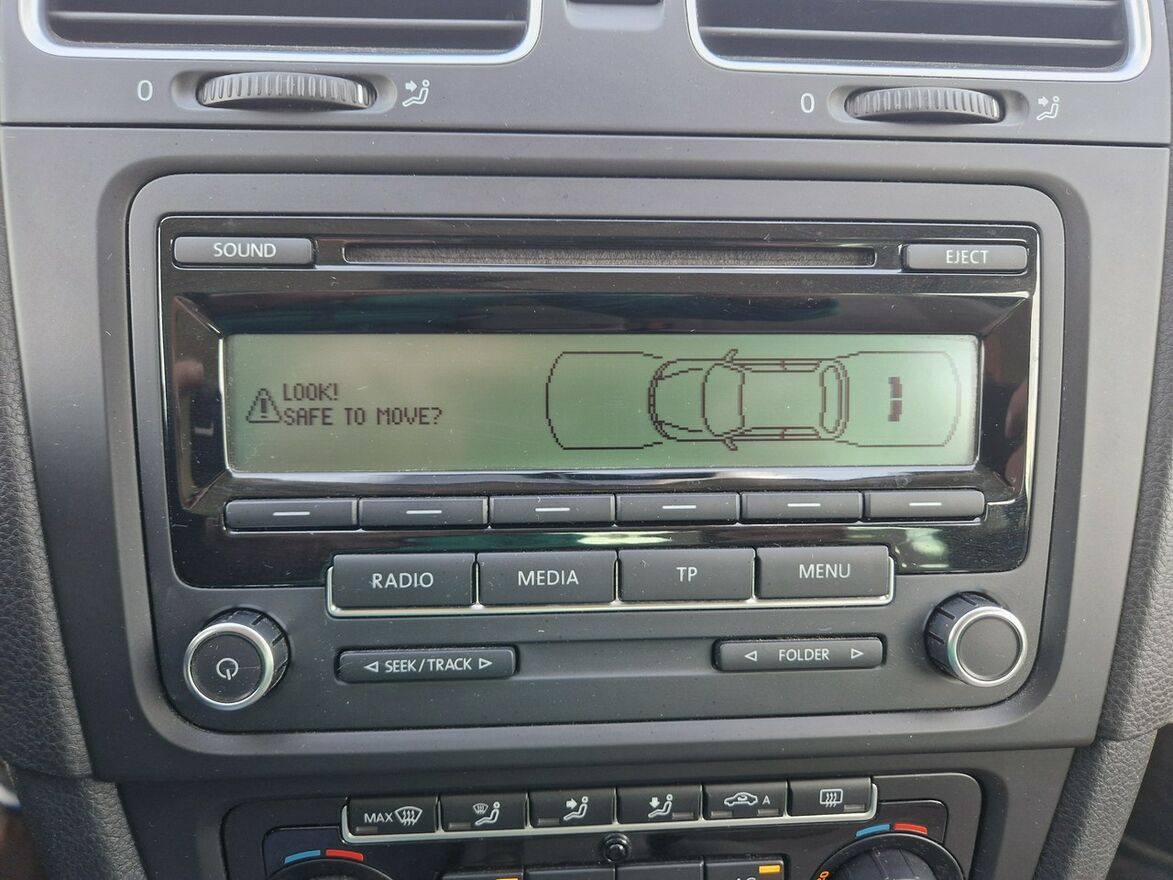 0
0
SOUND
EJECT
LOOK!
SAFE TO MOVE?
RADIO
MEDIA
TP
MENU
SEEK/TRACK
FOLDER
MAX
A